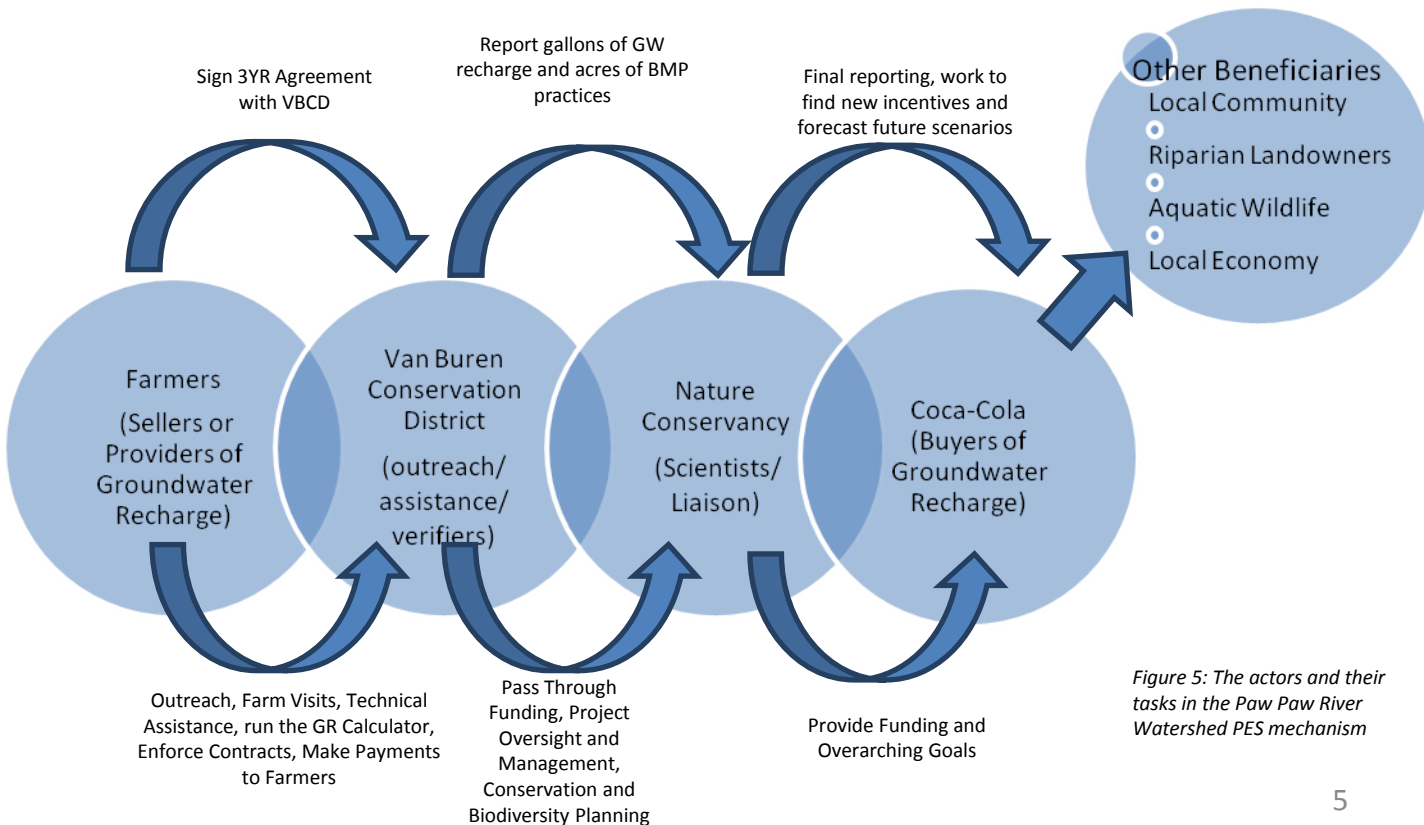 Sign 3YR Agreement
with VBCD
Report gallons of GW
recharge and acres of BMP
practices
Final reporting, work to
find new incentives and
forecast future scenarios
Other Beneficiaries
Local Community
Riparian Landowners
Aquatic Wildlife
Local Economy
Farmers
(Sellers or
Providers of
Groundwater
Recharge)
Van Buren
Conservation
District
(outreach/
assistance/
verifiers)
Nature
Conservancy
(Scientists/
Liaison)
Coca-Cola
(Buyers of
Groundwater
Recharge)
Outreach, Farm Visits, Technical
Assistance, run the GR Calculator,
Enforce Contracts, Make Payments
to Farmers
Pass Through
Funding, Project
Oversight and
Management,
Conservation and
Biodiversity Planning
Provide Funding and
Overarching Goals
Figure 5: The actors and their
tasks in the Paw Paw River
Watershed PES mechanism
5